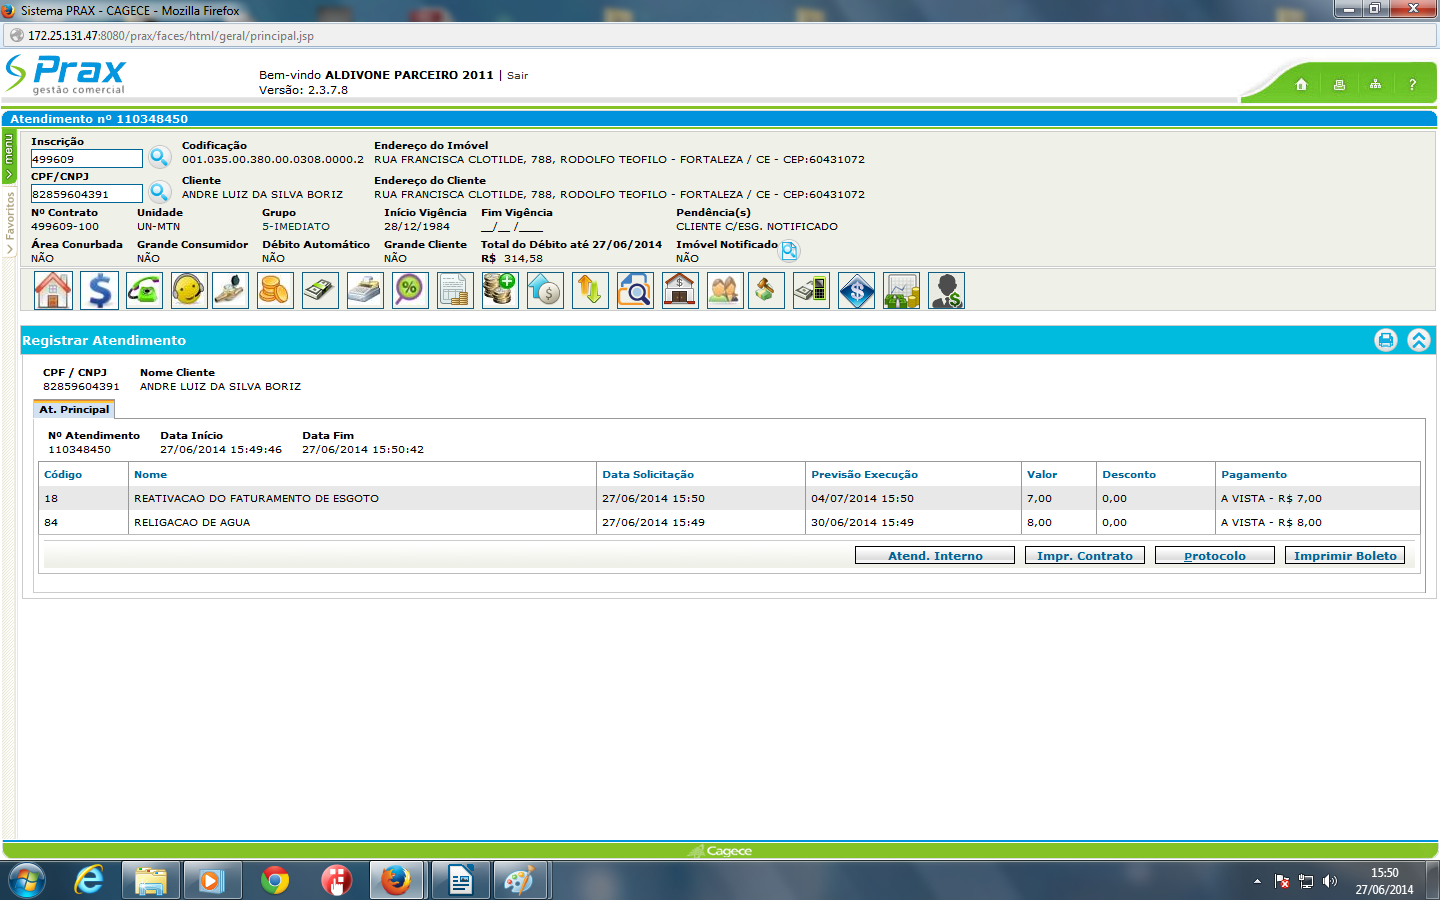 Sistema PRAX - CAGECE - Mozilla Firefox
172.25.131.47:8080/prax/faces/html/geral/principal.jsp
Prax
gestão comercial
Bem-vindo ALDIVONE PARCEIRO 2011 | Sair
Versão: 2.3.7.8
?
Atendimento nº 110348450
menu
Favoritos
Inscrição Codificação Endereço do Imóvel
499609 001.035.00.380.00.0308.0000.2 RUA FRANCISCA CLOTILDE, 788, RODOLFO TEOFILO - FORTALEZA / CE - CEP:60431072
CPF/CNPJ Cliente Endereço do Cliente
82859604391 ANDRE LUIZ DA SILVA BORIZ RUA FRANCISCA CLOTILDE, 788, RODOLFO TEOFILO - FORTALEZA / CE - CEP:60431072
Nº Contrato Unidade Grupo Início Vigência Fim Vigência Pendência(s)
499609-100 UN-MTN 5-IMEDIATO 28/12/1984 __/__ /____ CLIENTE C/ESG. NOTIFICADO
Área Conurbada Grande Consumidor Débito Automático Grande Cliente Total do Débito até 27/06/2014 Imóvel Notificado
NÃO NÃO NÃO NÃO R$ 314,58 NÃO
Registrar Atendimento
CPF / CNPJ Nome Cliente
82859604391 ANDRE LUIZ DA SILVA BORIZ
At. Principal
Nº Atendimento Data Início Data Fim
110348450 27/06/2014 15:49:46 27/06/2014 15:50:42
Código Nome Data Solicitação Previsão Execução Valor Desconto Pagamento
18 REATIVACAO DO FATURAMENTO DE ESGOTO 27/06/2014 15:50 04/07/2014 15:50 7,00 0,00 A VISTA - R$ 7,00
84 RELIGACAO DE AGUA 27/06/2014 15:49 30/06/2014 15:49 8,00 0,00 A VISTA - R$ 8,00
Atend. Interno Impr. Contrato Protocolo Imprimir Boleto
Cagece
15:50
27/06/2014